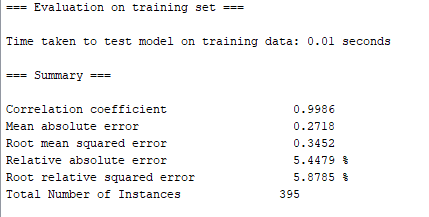 === Evaluation on training set ===
Time taken to test model on training data: 0.01 seconds
=== Summary ===
Correlation coefficient 0.9986
Mean absolute error 0.2718
Root mean squared error 0.3452
Relative absolute error 5.4479 %
Root relative squared error 5.8785 %
Total Number of Instances 395